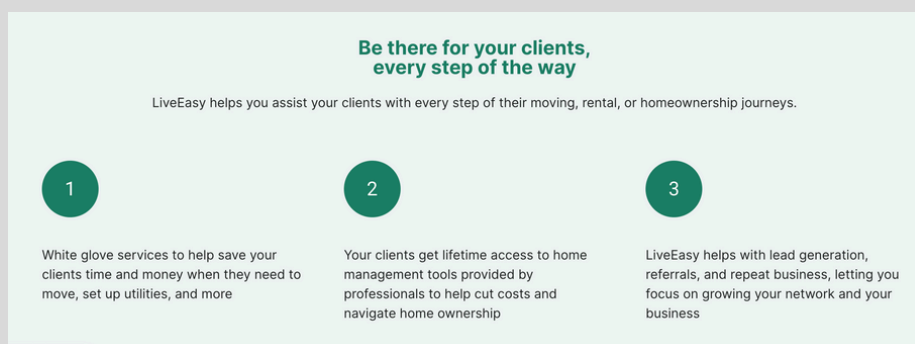 Be there for your clients,
every step of the way
LiveEasy helps you assist your clients with every step of their moving, rental, or homeownership journeys.
1
White glove services to help save your
clients time and money when they need to
move, set up utilities, and more
2
Your clients get lifetime access to home
management tools provided by
professionals to help cut costs and
navigate home ownership
3
LiveEasy helps with lead generation,
referrals, and repeat business, letting you
focus on growing your network and your
business